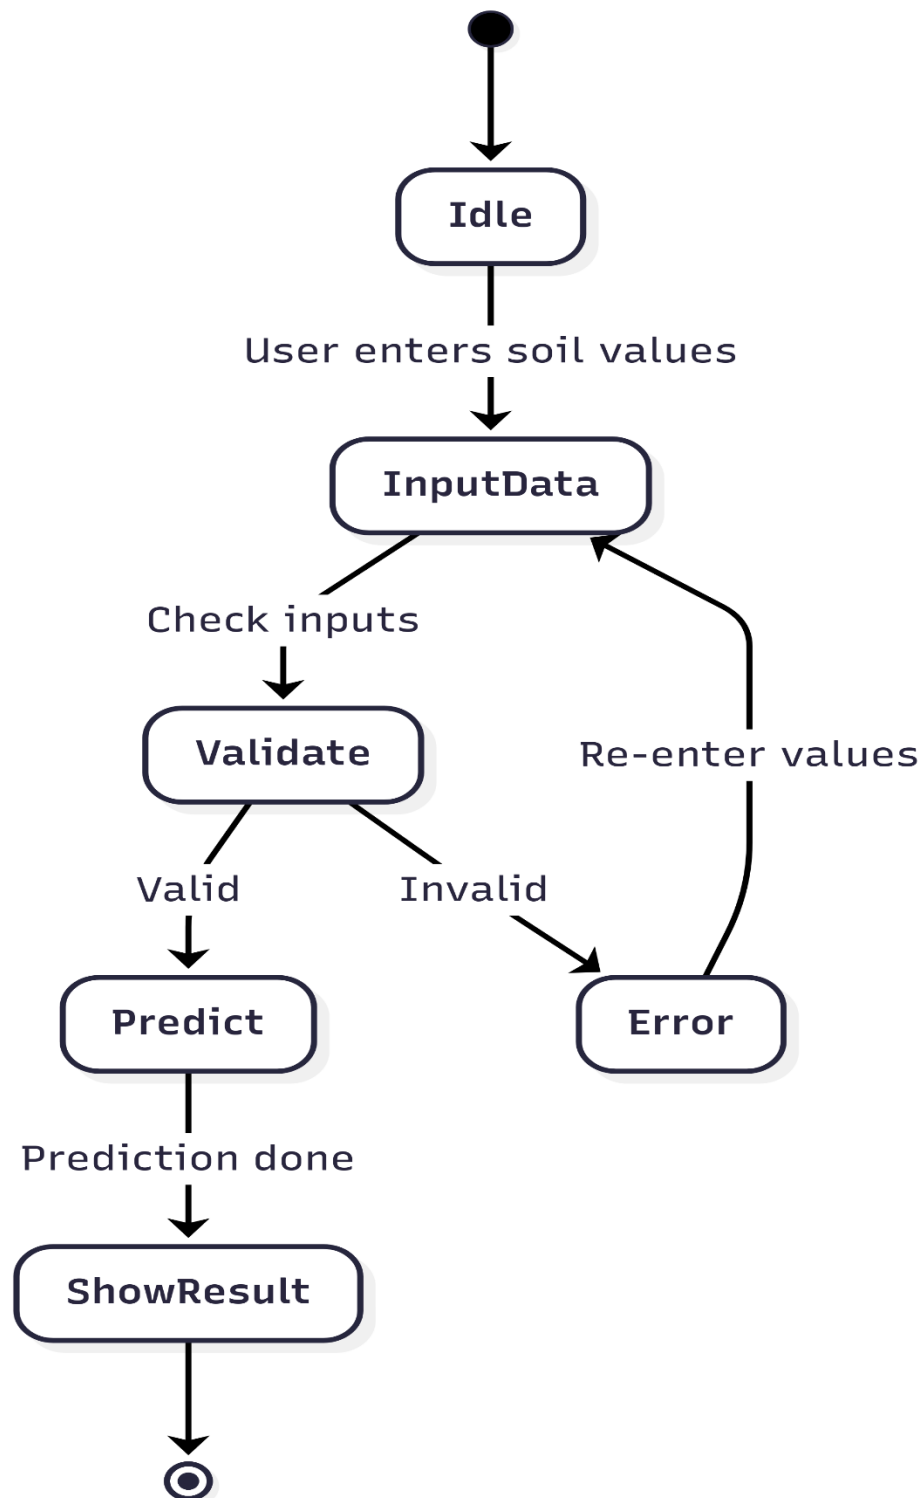 Idle
User enters soil values
InputData
Check inputs
Validate
Re-enter values
Valid
Invalid
Predict
Error
Prediction done
ShowResult